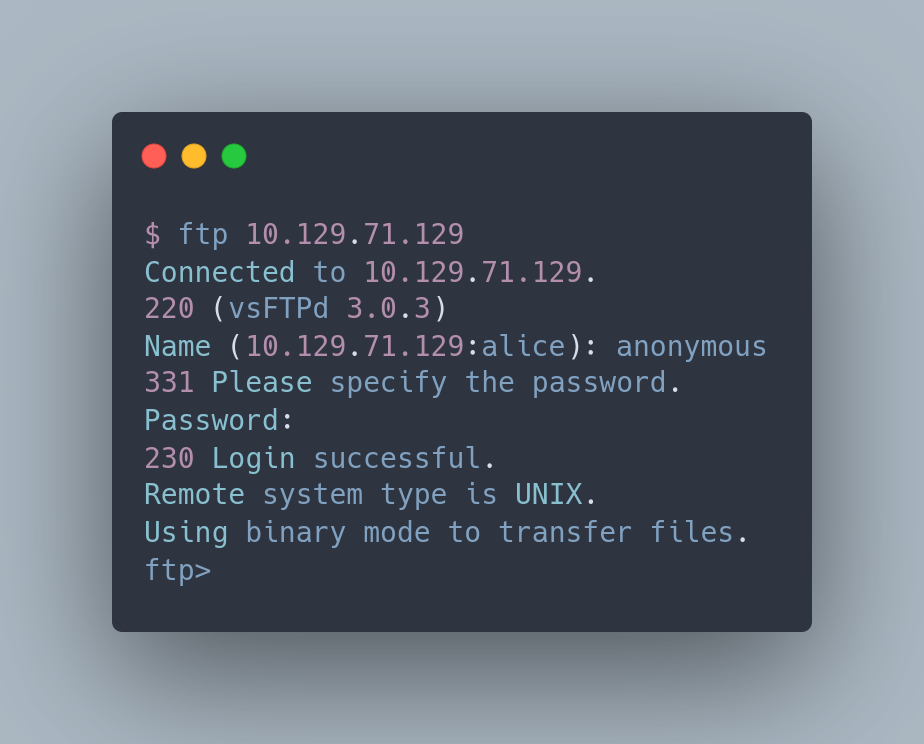 $ ftp 10.129.71.129
Connected to 10.129.71.129.
220 (vsFTPd 3.0.3)
Name (10.129.71.129:alice): anonymous
331 Please specify the password.
Password:
230 Login successful.
Remote system type is UNIX.
Using binary mode to transfer files.
ftp>